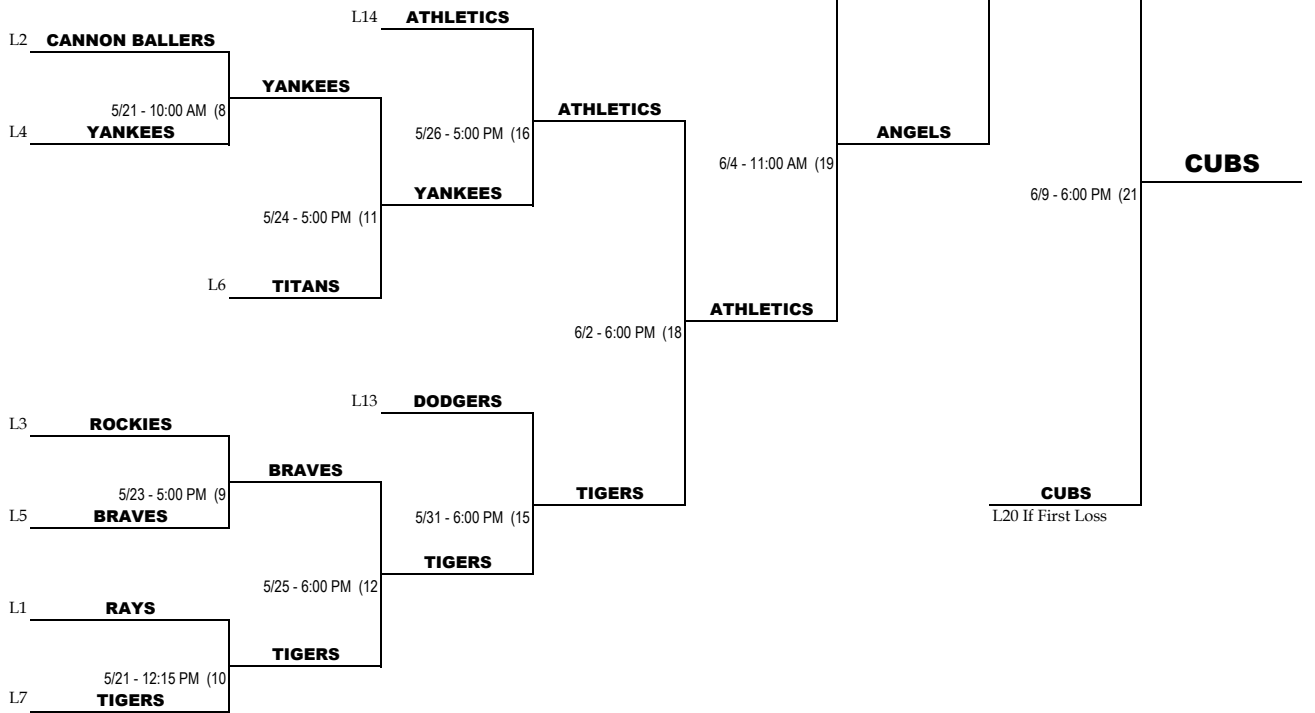 L14 ATHLETICS
L2 CANNON BALLERS
YANKEES
5/21 - 10:00 AM (8
ATHLETICS
L4 YANKEES
5/26 - 5:00 PM (16
ANGELS
6/4 - 11:00 AM (19
CUBS
YANKEES
6/9 - 6:00 PM (21
5/24 - 5:00 PM (11
L6 TITANS
ATHLETICS
6/2 - 6:00 PM (18
L13 DODGERS
L3 ROCKIES
BRAVES
5/23 - 5:00 PM (9
TIGERS
CUBS
L5 BRAVES
5/31 - 6:00 PM (15
L20 If First Loss
TIGERS
5/25 - 6:00 PM (12
L1 RAYS
TIGERS
5/21 - 12:15 PM (10
L7 TIGERS